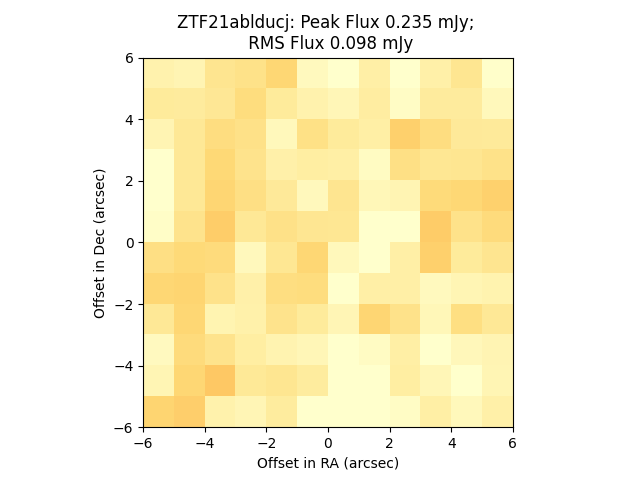 ZTF21ablducj: Peak Flux 0.235 mJy;
RMS Flux 0.098 mJy
6
4
2
0
−2
−4
−6
Offset in Dec (arcsec)
−6 −4 −2 0 2 4 6
Offset in RA (arcsec)